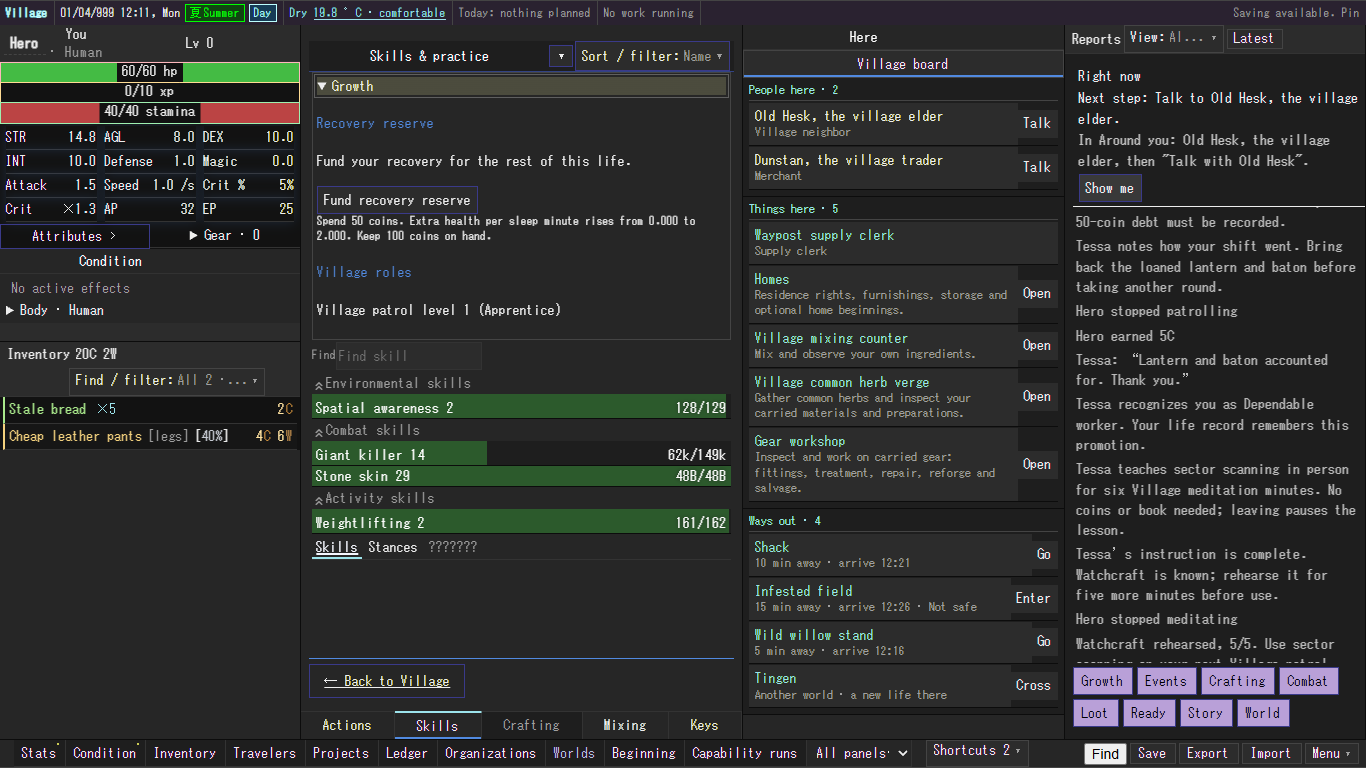 Village 01/04/999 12:11, Mon 夏Summer Day Dry 19.8 ° C · comfortable Today: nothing planned No work running Saving available. Pin
Hero You Lv 0
Human
60/60 hp
0/10 xp
40/40 stamina
STR 14.8 AGL 8.0 DEX 10.0
INT 10.0 Defense 1.0 Magic 0.0
Attack 1.5 Speed 1.0 /s Crit % 5%
Crit ×1.3 AP 32 EP 25
Attributes > ▶ Gear · 0
Condition
No active effects
▶ Body · Human
Inventory 20C 2W
Find / filter: All 2 ·... ▾
Stale bread ×5 2C
Cheap leather pants [legs] [40%] 4C 6W
Skills & practice ▾ Sort / filter: Name ▾
▼ Growth
Recovery reserve
Fund your recovery for the rest of this life.
Fund recovery reserve
Spend 50 coins. Extra health per sleep minute rises from 0.000 to
2.000. Keep 100 coins on hand.
Village roles
Village patrol level 1 (Apprentice)
Find Find skill
Environmental skills
Spatial awareness 2 128/129
Combat skills
Giant killer 14 62k/149k
Stone skin 29 48B/48B
Activity skills
Weightlifting 2 161/162
Skills Stances ???????
← Back to Village
Actions Skills Crafting Mixing Keys
Here
Village board
People here · 2
Old Hesk, the village elder
Village neighbor
Talk
Dunstan, the village trader
Merchant
Talk
Things here · 5
Waypost supply clerk
Supply clerk
Homes
Residence rights, furnishings, storage and
optional home beginnings.
Open
Village mixing counter
Mix and observe your own ingredients.
Open
Village common herb verge
Gather common herbs and inspect your
carried materials and preparations.
Open
Gear workshop
Inspect and work on carried gear:
fittings, treatment, repair, reforge and
salvage.
Open
Ways out · 4
Shack
10 min away · arrive 12:21
Go
Infested field
15 min away · arrive 12:26 · Not safe
Enter
Wild willow stand
5 min away · arrive 12:16
Go
Tingen
Another world · a new life there
Cross
Reports View: Al... ▾ Latest
Right now
Next step: Talk to Old Hesk, the village
elder.
In Around you: Old Hesk, the village
elder, then "Talk with Old Hesk".
Show me
50-coin debt must be recorded.
Tessa notes how your shift went. Bring
back the loaned lantern and baton before
taking another round.
Hero stopped patrolling
Hero earned 5C
Tessa: “Lantern and baton accounted
for. Thank you.”
Tessa recognizes you as Dependable
worker. Your life record remembers this
promotion.
Tessa teaches sector scanning in person
for six Village meditation minutes. No
coins or book needed; leaving pauses the
lesson.
Tessa’s instruction is complete.
Watchcraft is known; rehearse it for
five more minutes before use.
Hero stopped meditating
Watchcraft rehearsed, 5/5. Use sector
scanning on your next Village patrol
Growth Events Crafting Combat
Loot Ready Story World
Stats Condition Inventory Travelers Projects Ledger Organizations Worlds Beginning Capability runs All panels Shortcuts 2 ▾ Find Save Export Import Menu ▾